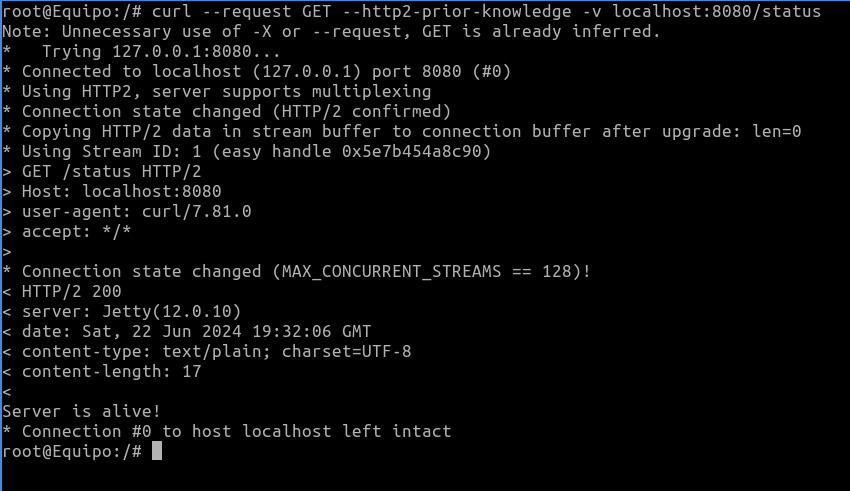 root@Equipo:/# curl --request GET --http2-prior-knowledge -v localhost:8080/status
Note: Unnecessary use of -X or --request, GET is already inferred.
*   Trying 127.0.0.1:8080...
* Connected to localhost (127.0.0.1) port 8080 (#0)
* Using HTTP2, server supports multiplexing
* Connection state changed (HTTP/2 confirmed)
* Copying HTTP/2 data in stream buffer to connection buffer after upgrade: len=0
* Using Stream ID: 1 (easy handle 0x5e7b454a8c90)
> GET /status HTTP/2
> Host: localhost:8080
> user-agent: curl/7.81.0
> accept: */*
>
* Connection state changed (MAX_CONCURRENT_STREAMS == 128)!
< HTTP/2 200
< server: Jetty(12.0.10)
< date: Sat, 22 Jun 2024 19:32:06 GMT
< content-type: text/plain; charset=UTF-8
< content-length: 17
<
Server is alive!
* Connection #0 to host localhost left intact
root@Equipo:/#